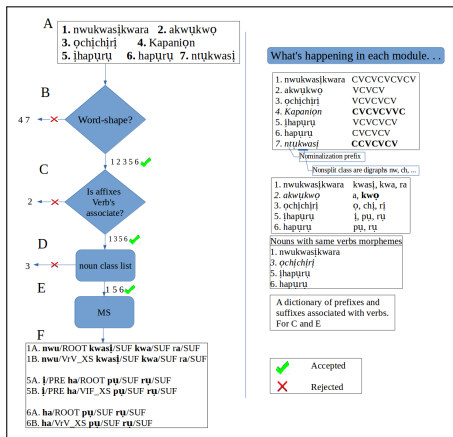 A
1. nwukwasịkwara 2. akwụkwọ
3. ọchịchịrị 4. Kapanịọn
5. ịhapụrụ 6. hapụrụ 7. ntụkwasị
B
Word-shape?
4 7
1 2 3 5 6
C
Is affixes
Verb's
associate?
2
1 3 5 6
D
noun class list
3
1 5 6
E
MS
F
1A. nwu/ROOT kwasị/SUF kwa/SUF ra/SUF
1B. nwu/VrV_XS kwasị/SUF kwa/SUF ra/SUF
5A. ị/PRE ha/ROOT pụ/SUF rụ/SUF
5B. ị/PRE ha/VIF_XS pụ/SUF rụ/SUF
6A. ha/ROOT pụ/SUF rụ/SUF
6B. ha/VrV_XS pụ/SUF rụ/SUF
What's happening in each module. . .
1. nwukwasịkwara CVCVCVCVCV
2. akwụkwọ VCVCV
3. ọchịchịrị VCVCVCV
4. Kapanịọn CVCVCVVC
5. ịhapụrụ VCVCVCV
6. hapụrụ CVCVCV
7. ntụkwasị CCVCVCV
Nominalization prefix
Nonsplit class are digraphs nw, ch, ...
1. nwukwasịkwara kwasị, kwa, ra
2. akwụkwọ a, kwọ
3. ọchịchịrị ọ, chị, rị
5. ịhapụrụ ị, pụ, rụ
6. hapụrụ pụ, rụ
Nouns with same verbs morphemes
1. nwukwasịkwara
3. ọchịchịrị
5. ịhapụrụ
6. hapụrụ
A dictionary of prefixes and
suffixes associated with verbs.
For C and E
Accepted
Rejected